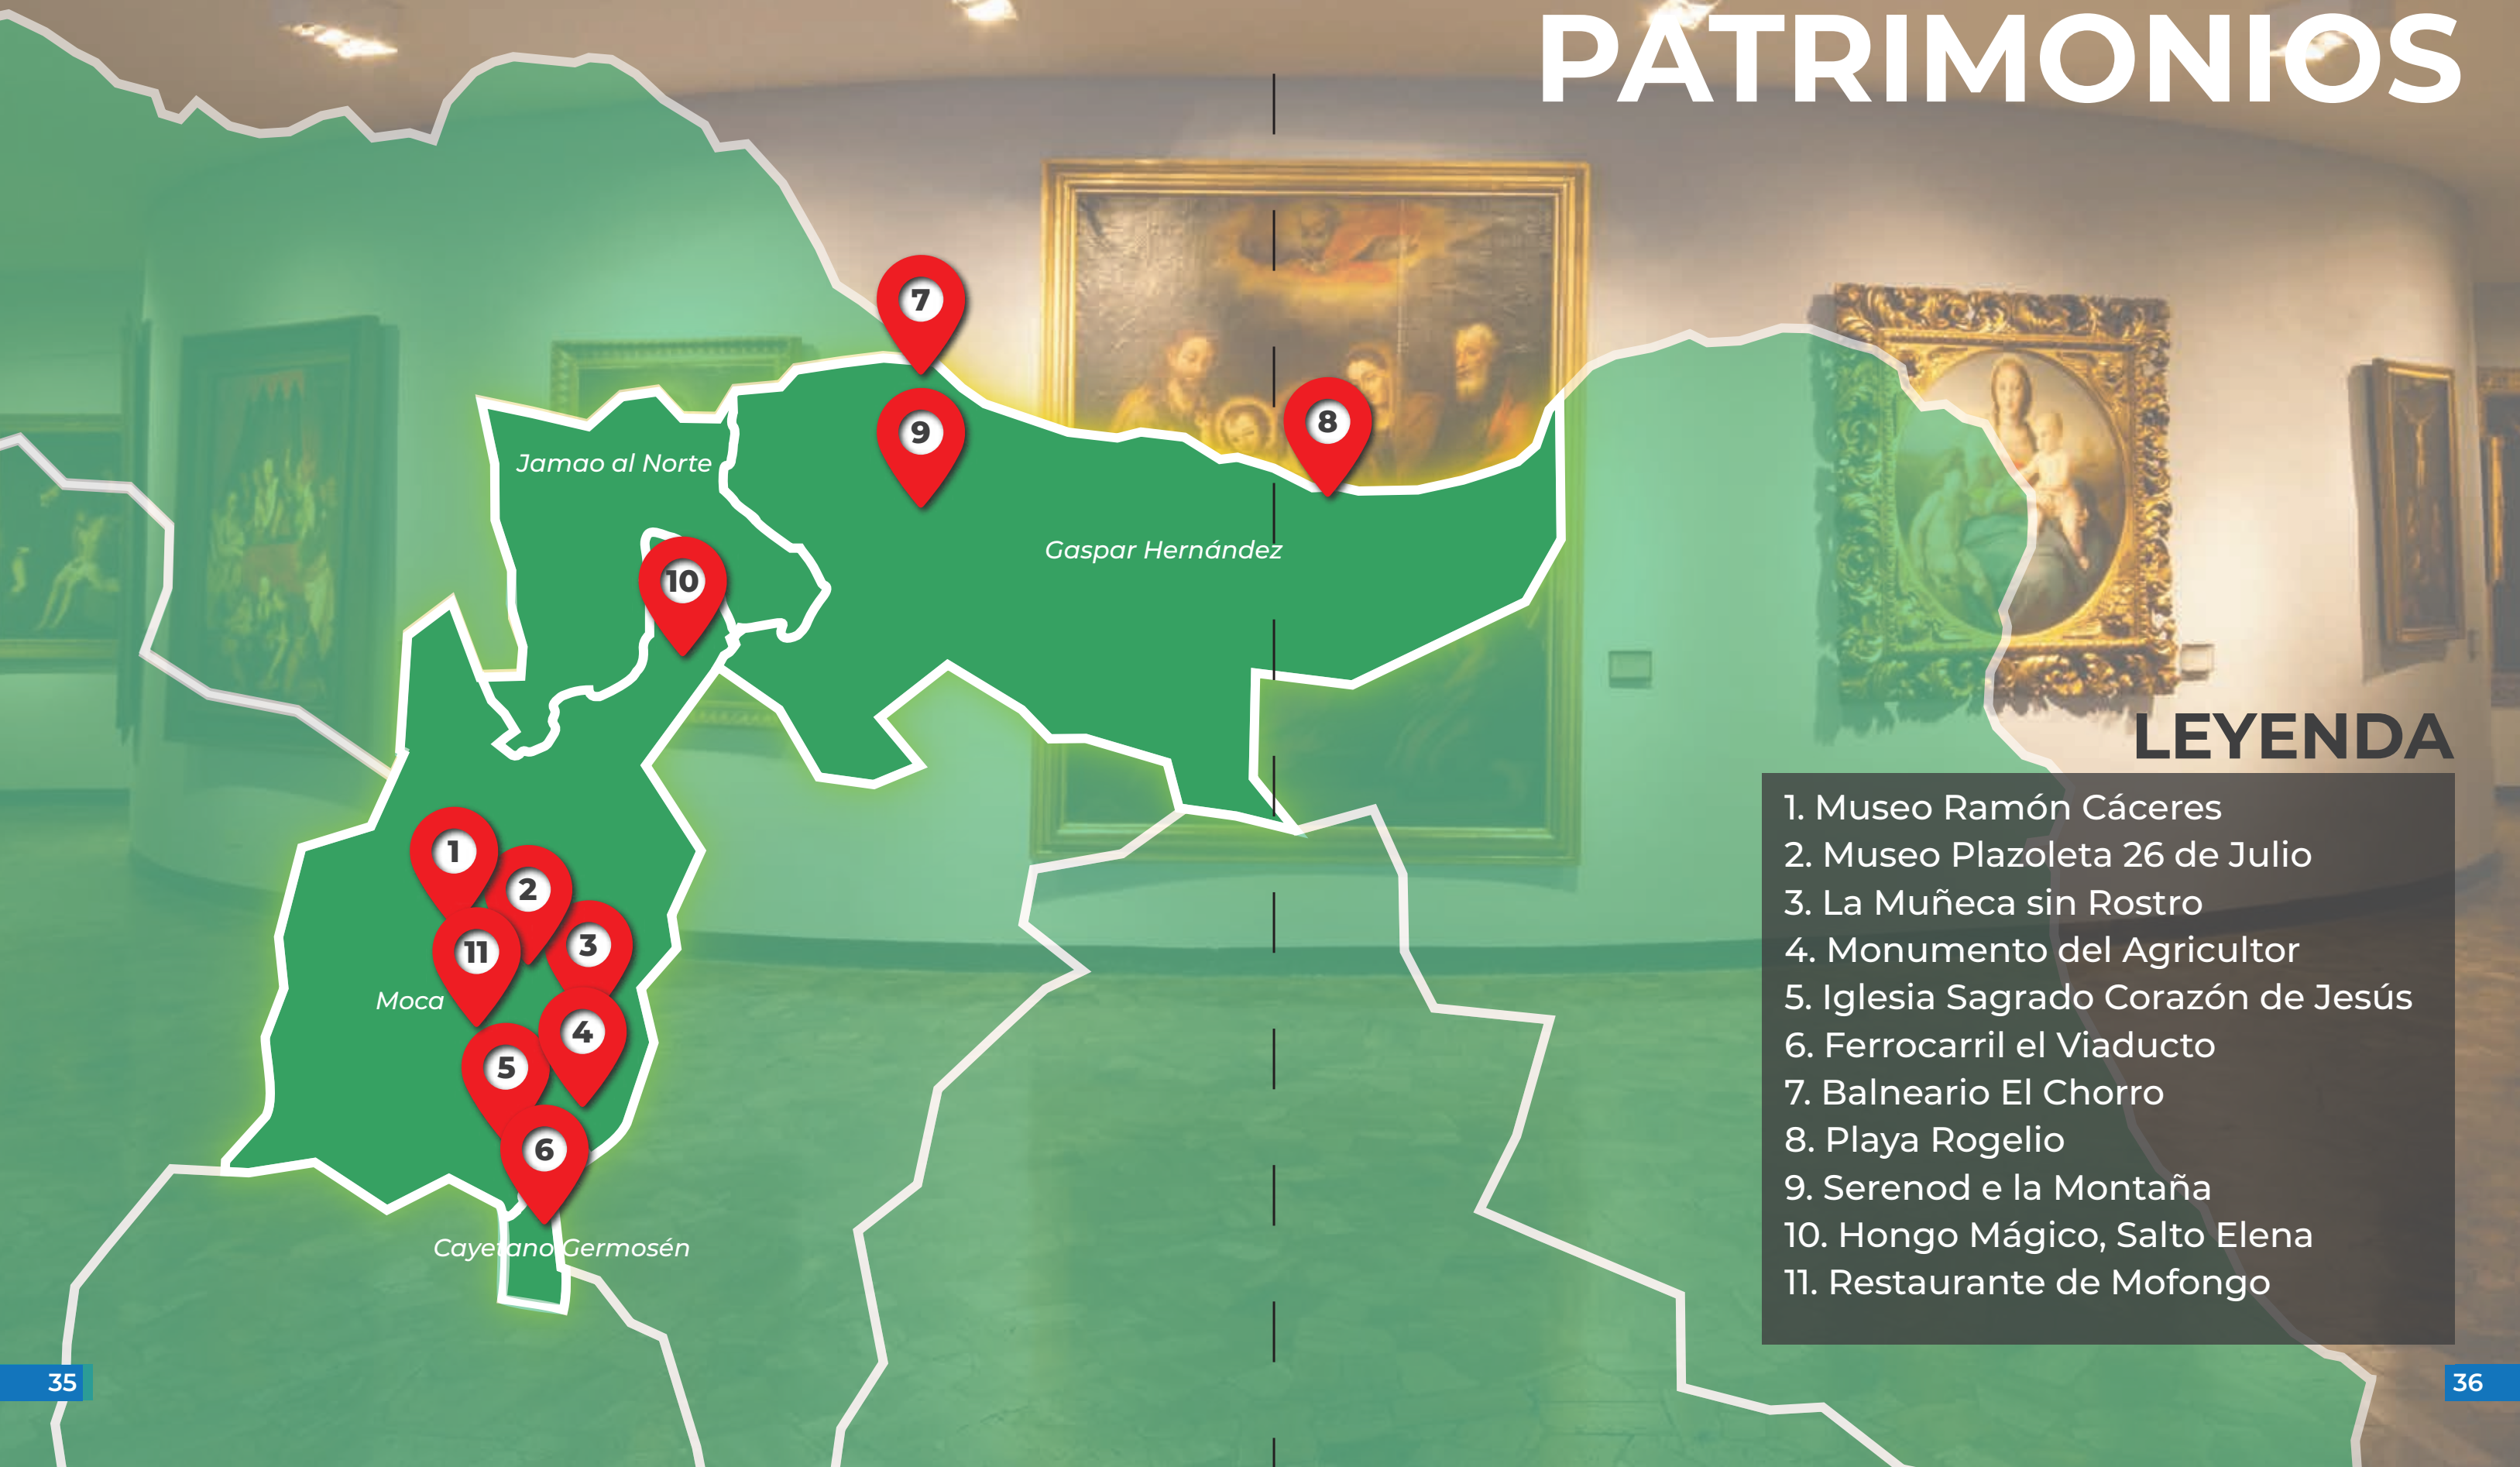 PATRIMONIOS
7
9
8
Jamao al Norte
Gaspar Hernández
10
1
2
3
11
Moca
4
5
6
Cayetano Germosén
LEYENDA
1. Museo Ramón Cáceres
2. Museo Plazoleta 26 de Julio
3. La Muñeca sin Rostro
4. Monumento del Agricultor
5. Iglesia Sagrado Corazón de Jesús
6. Ferrocarril el Viaducto
7. Balneario El Chorro
8. Playa Rogelio
9. Serenod e la Montaña
10. Hongo Mágico, Salto Elena
11. Restaurante de Mofongo
35
36